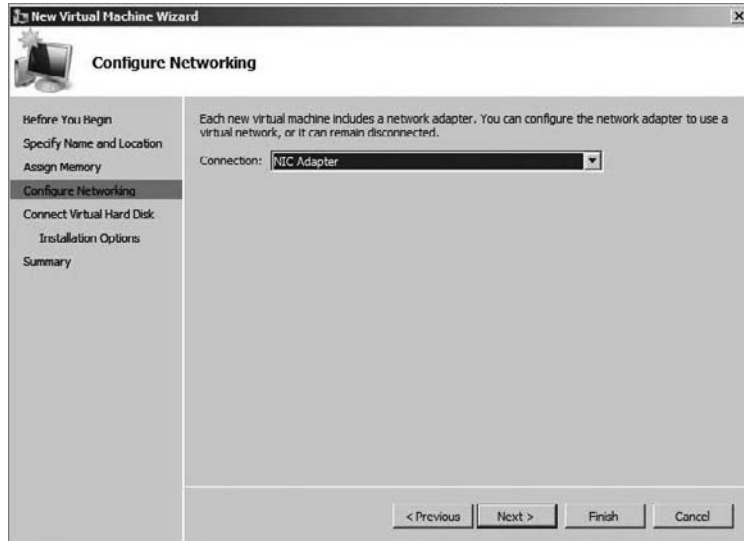 New Virtual Machine Wizard
Configure Networking
Before You Begin
Specify Name and Location
Assign Memory
Configure Networking
Connect Virtual Hard Disk
Installation Options
Summary
Each new virtual machine includes a network adapter. You can configure the network adapter to use a
virtual network, or it can remain disconnected.
Connection: NIC Adapter
< Previous Next > Finish Cancel